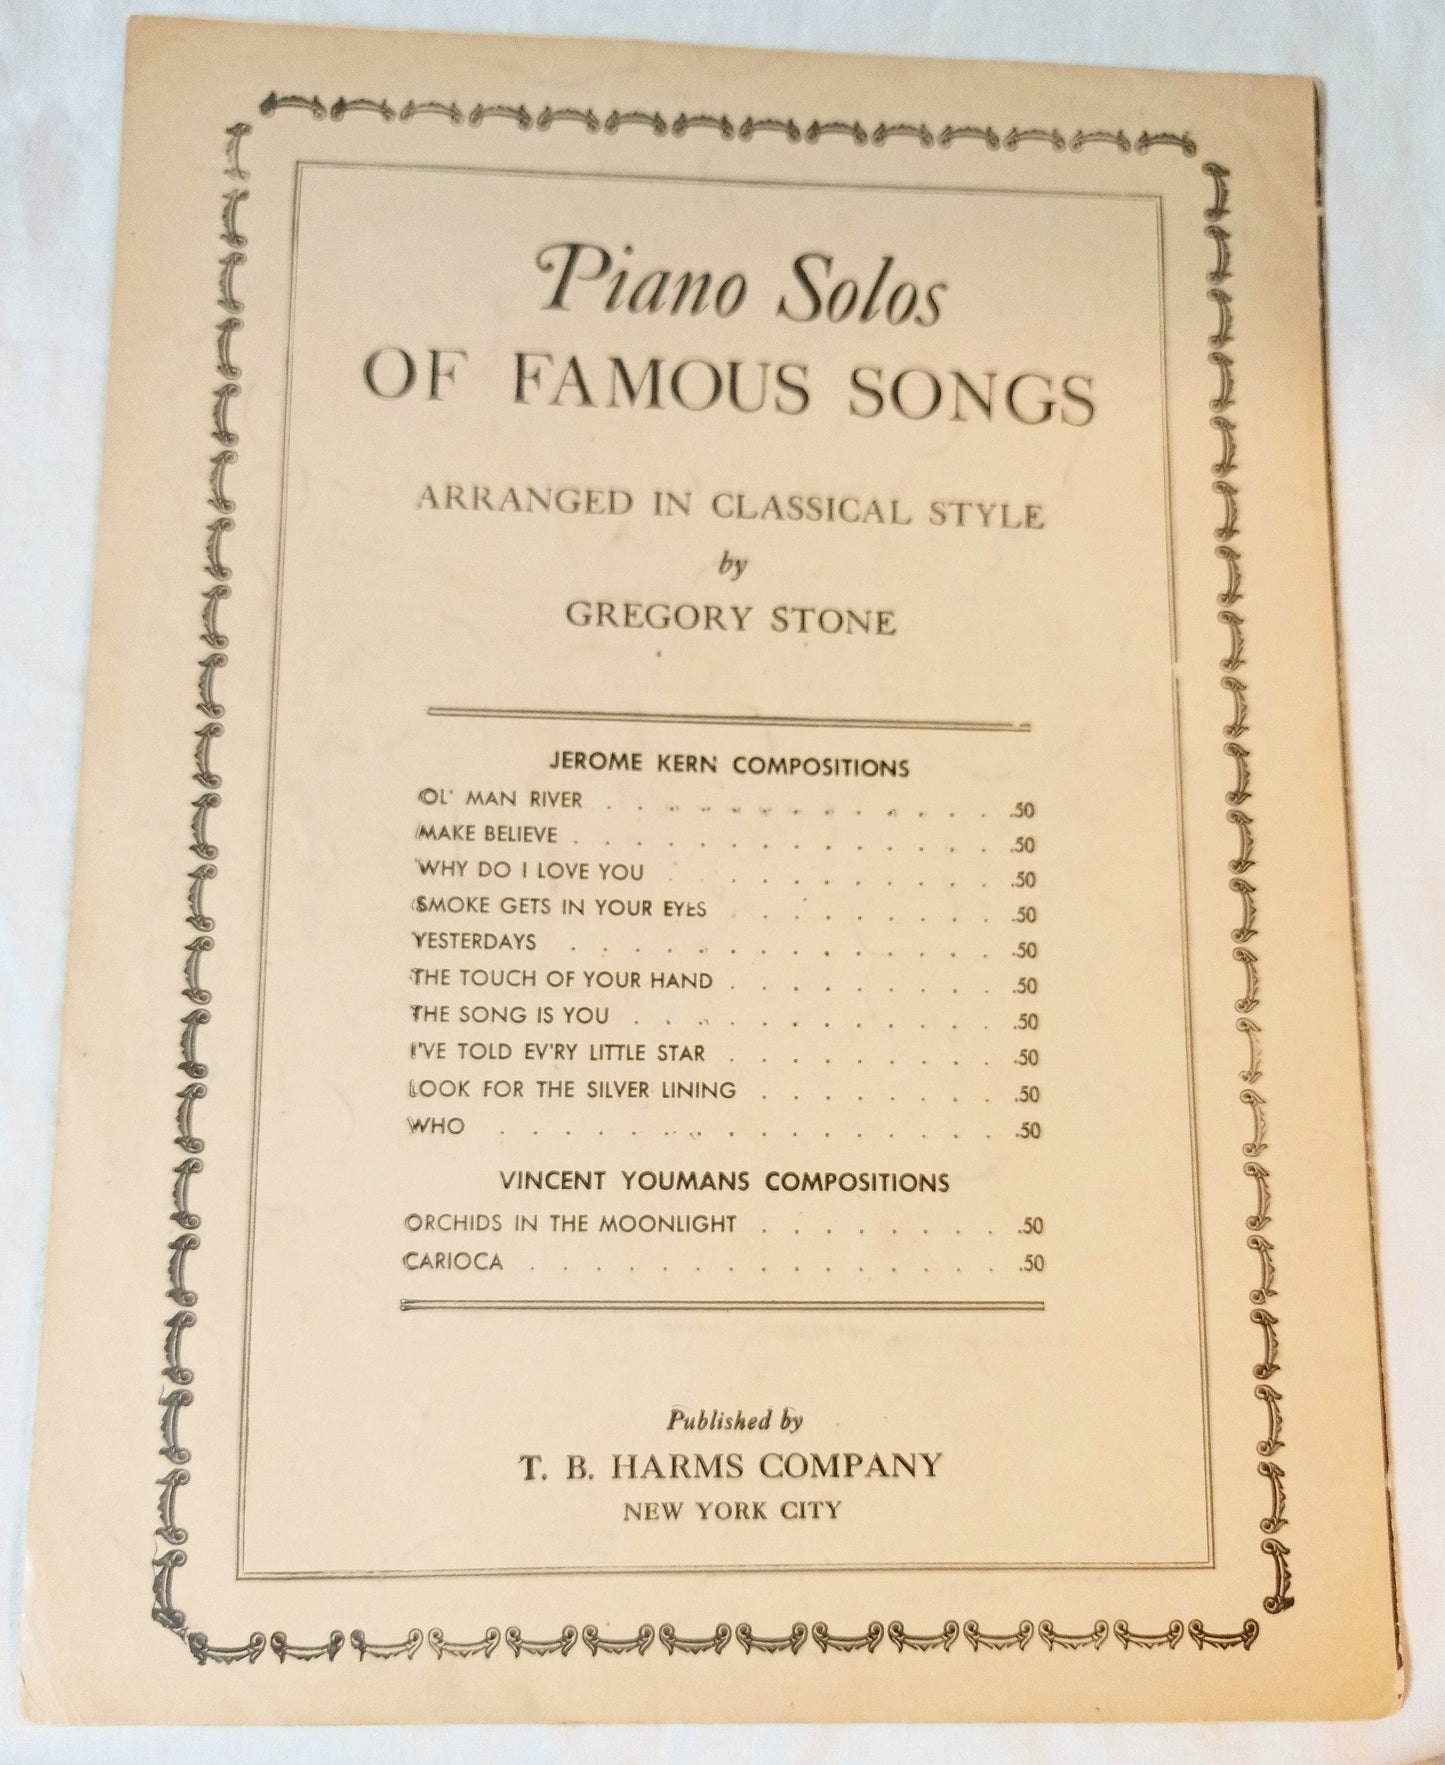 Piano Solos
OF FAMOUS SONGS
ARRANGED IN CLASSICAL STYLE
by
GREGORY STONE
JEROME KERN COMPOSITIONS
OL' MAN RIVER . . . . . . . . . . . . . .50
MAKE BELIEVE . . . . . . . . . . . . . . .50
WHY DO I LOVE YOU . . . . . . . . . . .50
SMOKE GETS IN YOUR EYES . . . . . . . . .50
YESTERDAYS . . . . . . . . . . . . . . .50
THE TOUCH OF YOUR HAND . . . . . . . . . .50
THE SONG IS YOU . . . . . . . . . . . . .50
I'VE TOLD EV'RY LITTLE STAR . . . . . . . . . .50
LOOK FOR THE SILVER LINING . . . . . . . . .50
WHO . . . . . . . . . . . . . . . . .50
VINCENT YOUMANS COMPOSITIONS
ORCHIDS IN THE MOONLIGHT . . . . . . . . .50
CARIOCA . . . . . . . . . . . . . . . .50
Published by
T. B. HARMS COMPANY
NEW YORK CITY